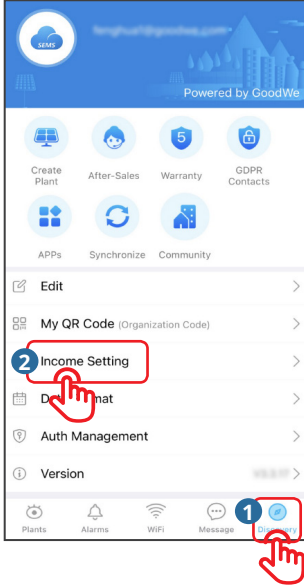 SEMS
Powered by GoodWe
5
Create
Plant
After-Sales
Warranty
GDPR
Contacts
APPs
Synchronize
Community
Edit
My QR Code (Organization Code)
2
Income Setting
Auth Management
Version
1
Plants
Alarms
WiFi
Message
Discovery